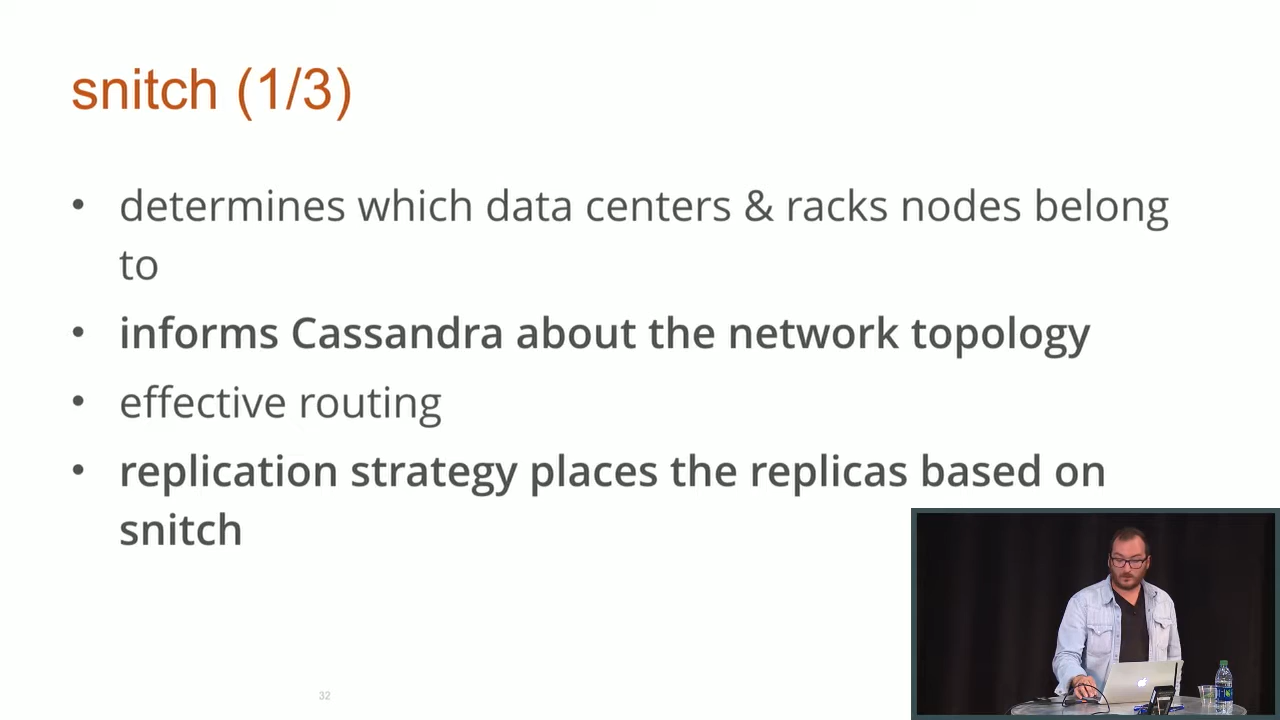 snitch (1/3)
• determines which data centers & racks nodes belong
to
• informs Cassandra about the network topology
• effective routing
• replication strategy places the replicas based on
snitch
32